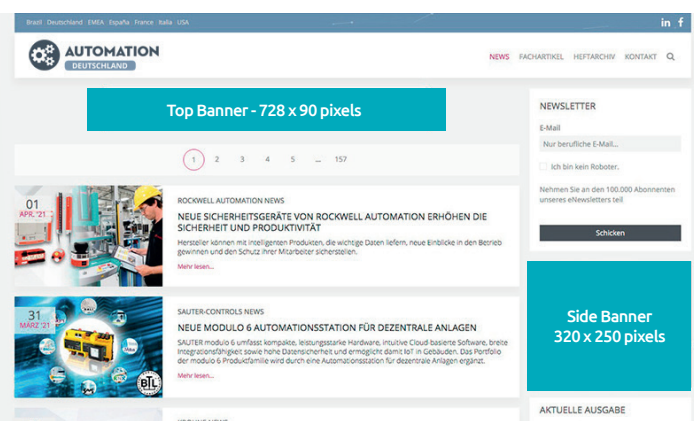 Brazil Deutschland EMEA España France Italia USA
in f
AUTOMATION
DEUTSCHLAND
NEWS FACHARTIKEL HEFTARCHIV KONTAKT
Top Banner - 728 x 90 pixels
NEWSLETTER
E-Mail
Nur berufliche E-Mail...
Ich bin kein Roboter.
Nehmen Sie an den 100.000 Abonnenten
unseres eNewsletters teil
Schicken
1 2 3 4 5 ... 157
01
APR. '21
ROCKWELL AUTOMATION NEWS
NEUE SICHERHEITSGERÄTE VON ROCKWELL AUTOMATION ERHÖHEN DIE
SICHERHEIT UND PRODUKTIVITÄT
Hersteller können mit intelligenten Produkten, die wichtige Daten liefern, neue Einblicke in den Betrieb
gewinnen und den Schutz ihrer Mitarbeiter sicherstellen.
Mehr lesen...
Side Banner
320 x 250 pixels
31
MÄRZ '21
BTL
SAUTER-CONTROLS NEWS
NEUE MODULO 6 AUTOMATIONSSTATION FÜR DEZENTRALE ANLAGEN
SAUTER modulo 6 umfasst kompakte, leistungsstarke Hardware, intuitive Cloud-basierte Software, breite
Integrationsfähigkeit sowie hohe Datensicherheit und ermöglicht damit IoT in Gebäuden. Das Portfolio
der modulo 6 Produktfamilie wird durch eine Automationsstation für dezentrale Anlagen ergänzt.
Mehr lesen...
AKTUELLE AUSGABE